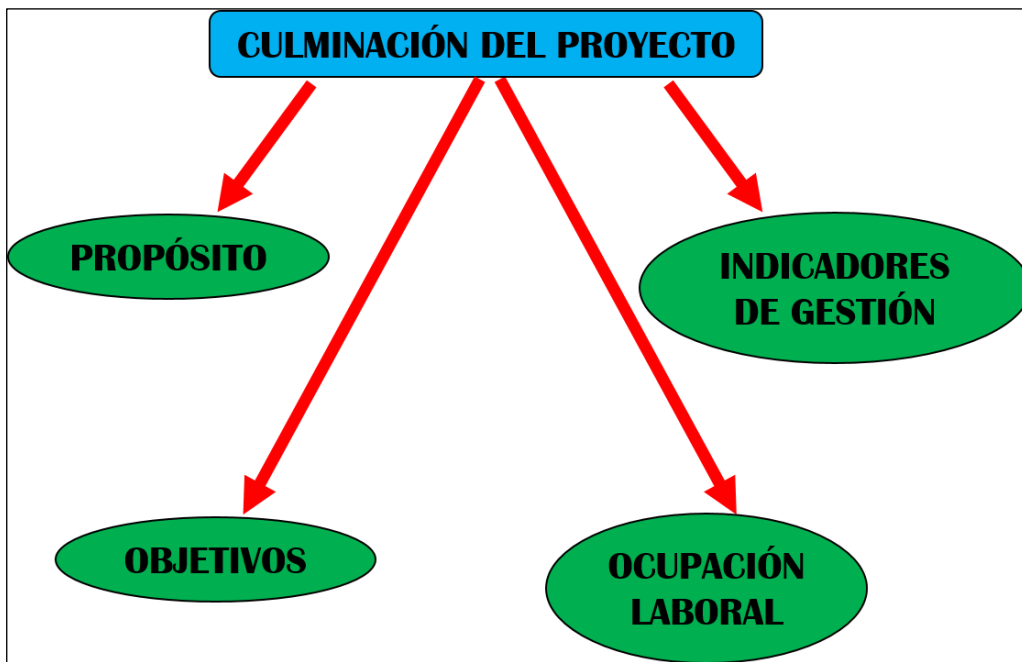 CULMINACIÓN DEL PROYECTO
PROPÓSITO
INDICADORES
DE GESTIÓN
OBJETIVOS
OCUPACIÓN
LABORAL